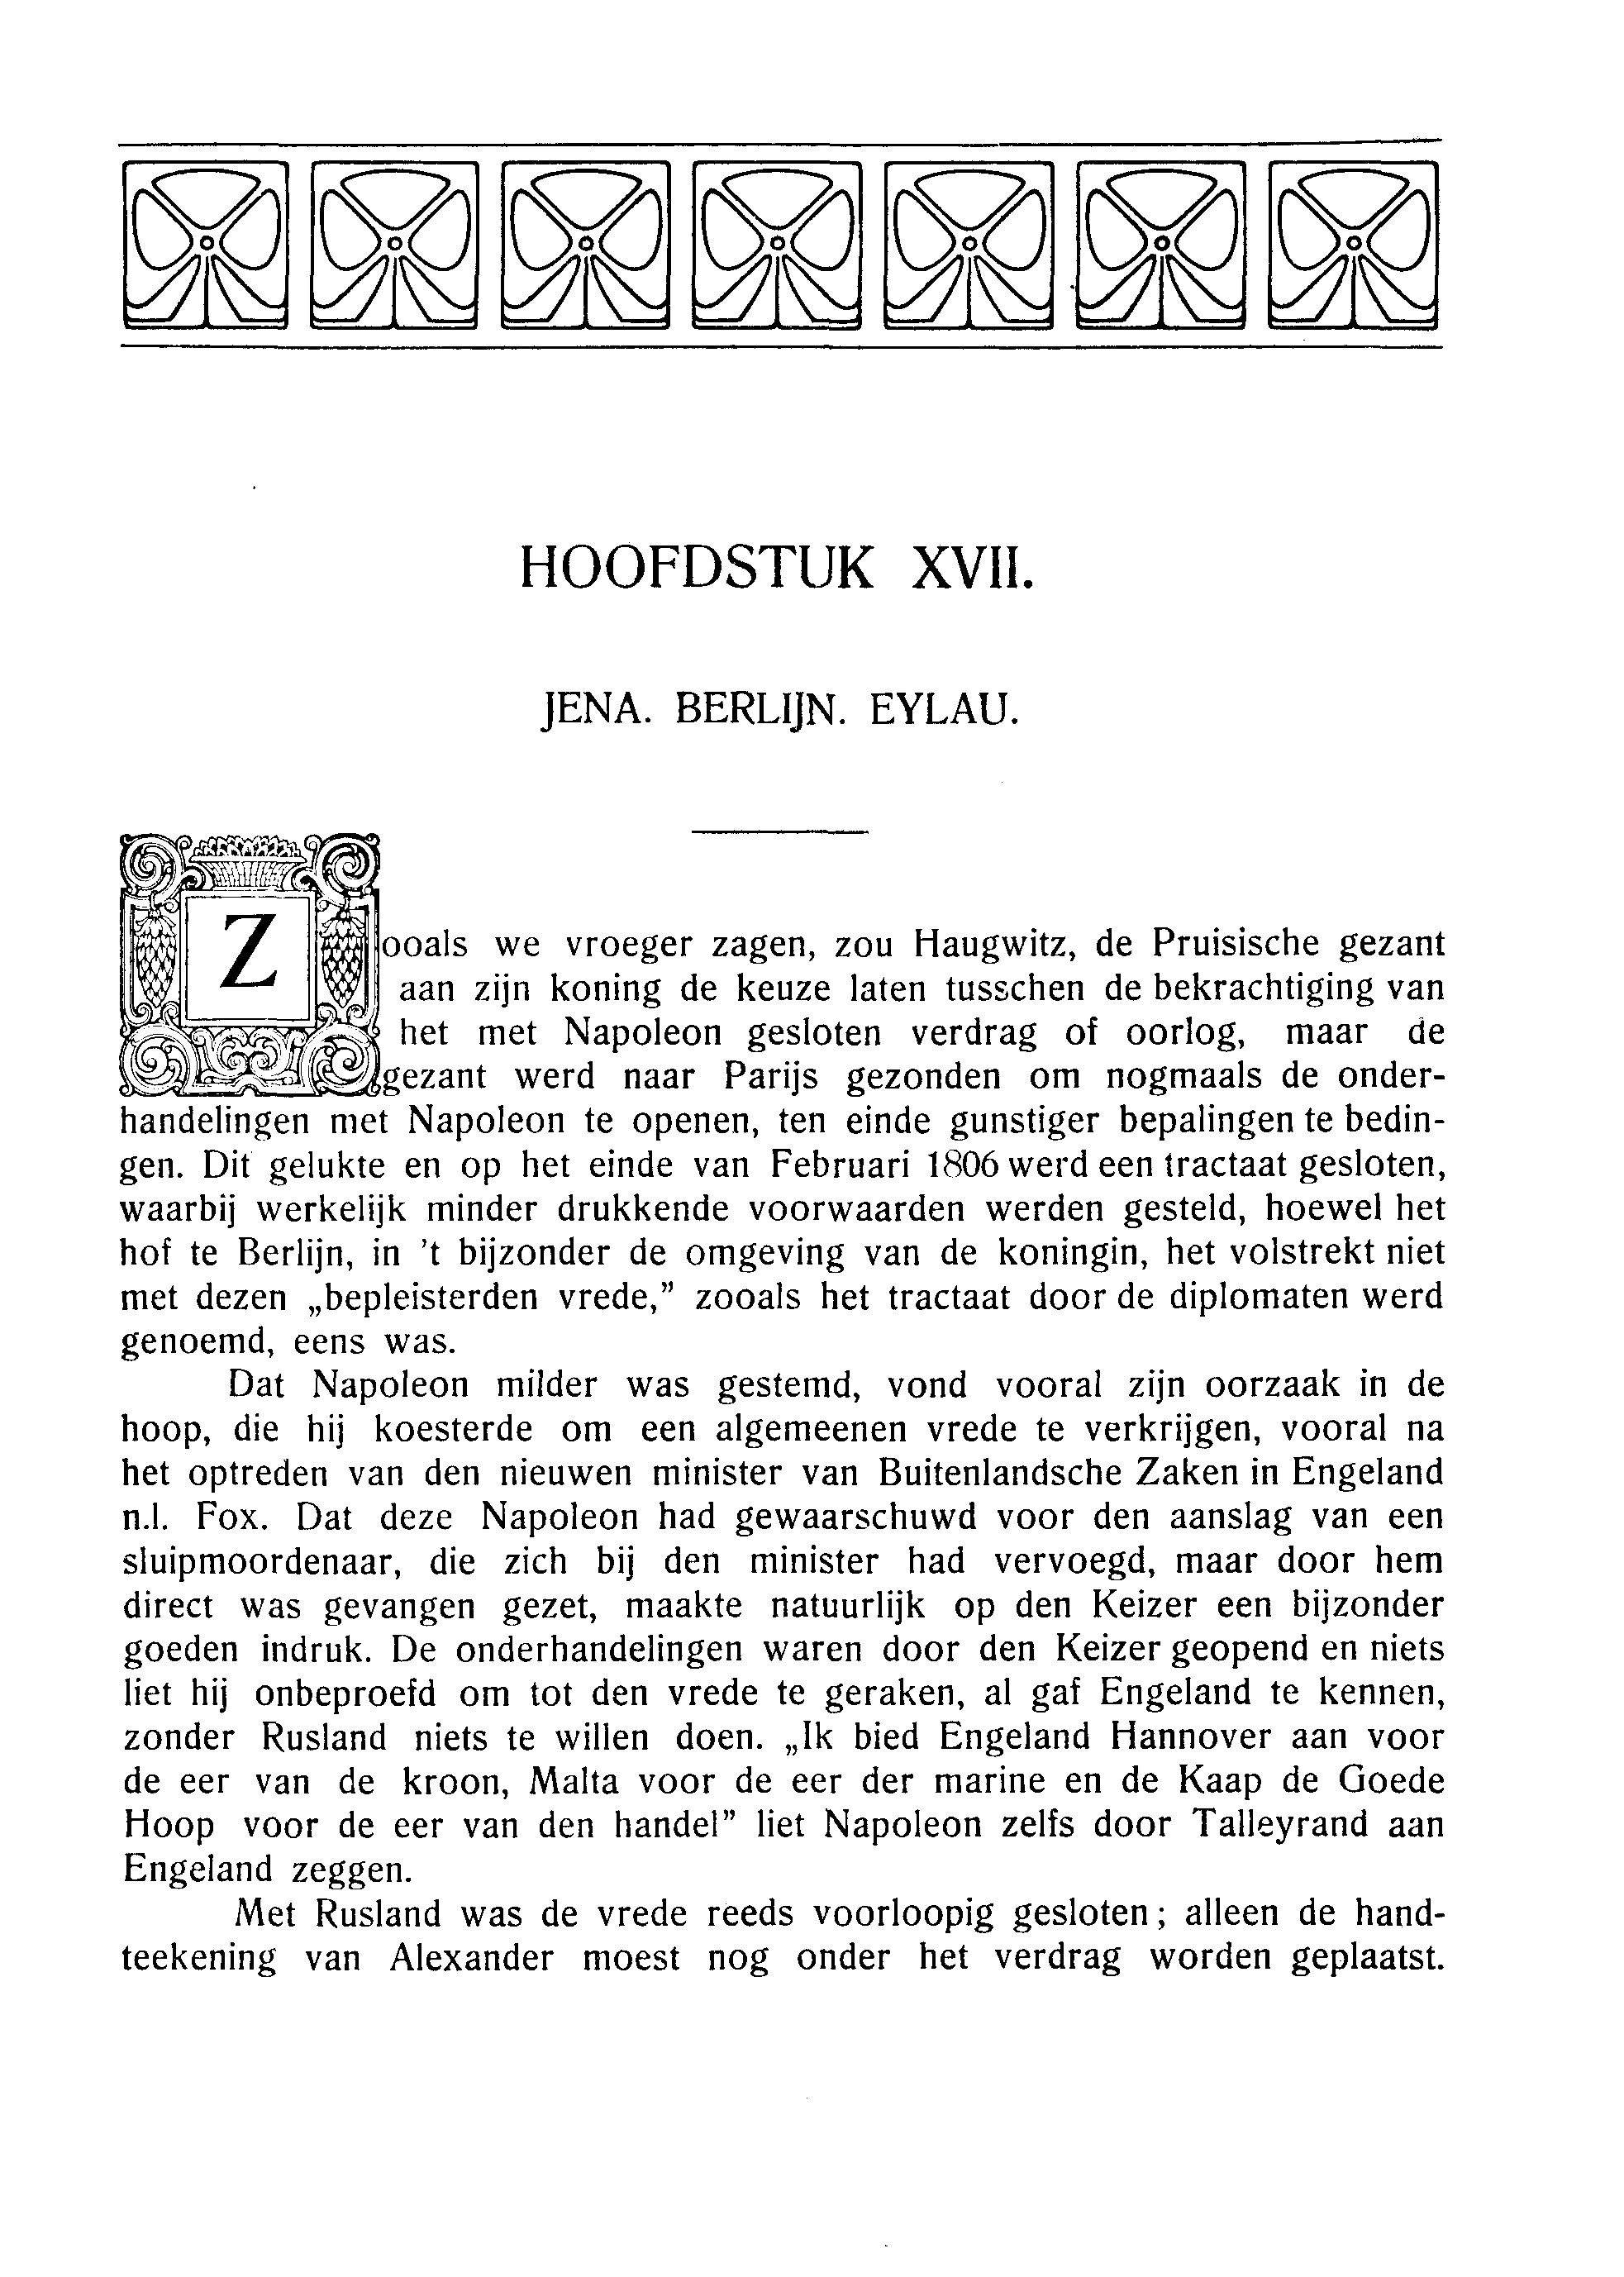 HOOFDSTUK XVII.
JENA. BERLIJN. EYLAU.
Zooals we vroeger zagen, zou Haugwitz, de Pruisische gezant
aan zijn koning de keuze laten tusschen de bekrachtiging van
het met Napoleon gesloten verdrag of oorlog, maar de
gezant werd naar Parijs gezonden om nogmaals de onder-
handelingen met Napoleon te openen, ten einde gunstiger bepalingen te bedin-
gen. Dit gelukte en op het einde van Februari 1806 werd een tractaat gesloten,
waarbij werkelijk minder drukkende voorwaarden werden gesteld, hoewel het
hof te Berlijn, in 't bijzonder de omgeving van de koningin, het volstrekt niet
met dezen „bepleisterden vrede,” zooals het tractaat door de diplomaten werd
genoemd, eens was.
Dat Napoleon milder was gestemd, vond vooral zijn oorzaak in de
hoop, die hij koesterde om een algemeenen vrede te verkrijgen, vooral na
het optreden van den nieuwen minister van Buitenlandsche Zaken in Engeland
n.l. Fox. Dat deze Napoleon had gewaarschuwd voor den aanslag van een
sluipmoordenaar, die zich bij den minister had vervoegd, maar door hem
direct was gevangen gezet, maakte natuurlijk op den Keizer een bijzonder
goeden indruk. De onderhandelingen waren door den Keizer geopend en niets
liet hij onbeproefd om tot den vrede te geraken, al gaf Engeland te kennen,
zonder Rusland niets te willen doen. „Ik bied Engeland Hannover aan voor
de eer van de kroon, Malta voor de eer der marine en de Kaap de Goede
Hoop voor de eer van den handel” liet Napoleon zelfs door Talleyrand aan
Engeland zeggen.
Met Rusland was de vrede reeds voorloopig gesloten; alleen de hand-
teekening van Alexander moest nog onder het verdrag worden geplaatst.